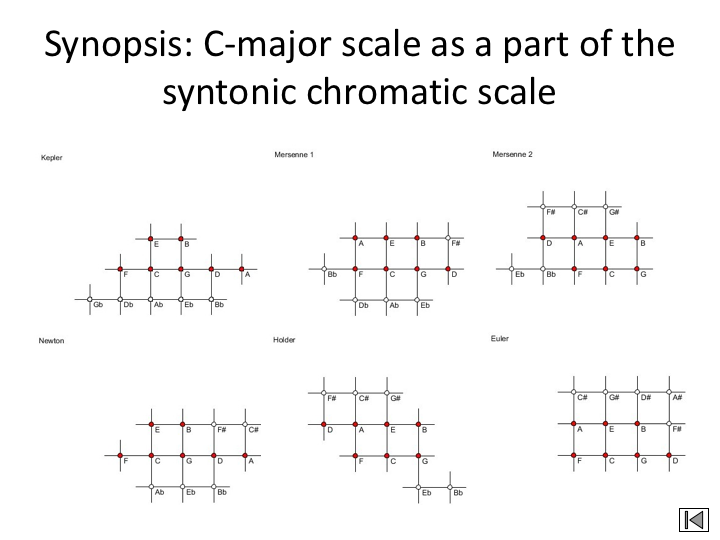 Synopsis: C-major scale as a part of the
syntonic chromatic scale
Kepler
E B
F C G D A
Gb Db Ab Eb Bb
Mersenne 1
A E B F#
Bb F C G D
Db Ab Eb
Mersenne 2
F# C# G#
D A E B
Eb Bb F C G
Newton
E B F# C#
F C G D A
Ab Eb Bb
Holder
F# C# G#
D A E B
F C G
Eb Bb
Euler
C# G# D# A#
A E B F#
F C G D